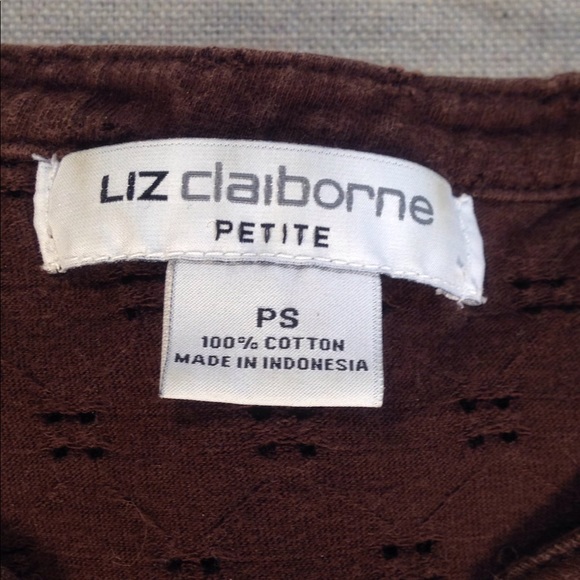 LIZ claiborne
PETITE
PS
100% COTTON
MADE IN INDONESIA